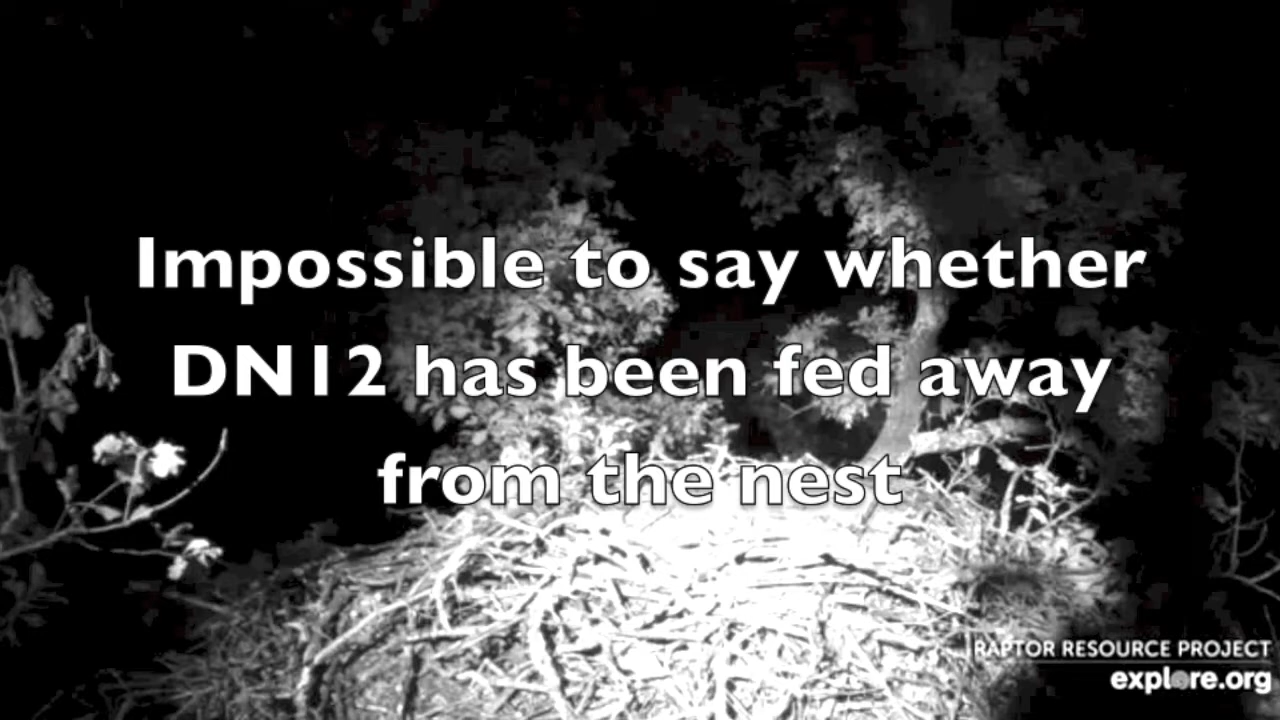 Impossible to say whether
DN12 has been fed away
from the nest
RAPTOR RESOURCE PROJECT
explore.org